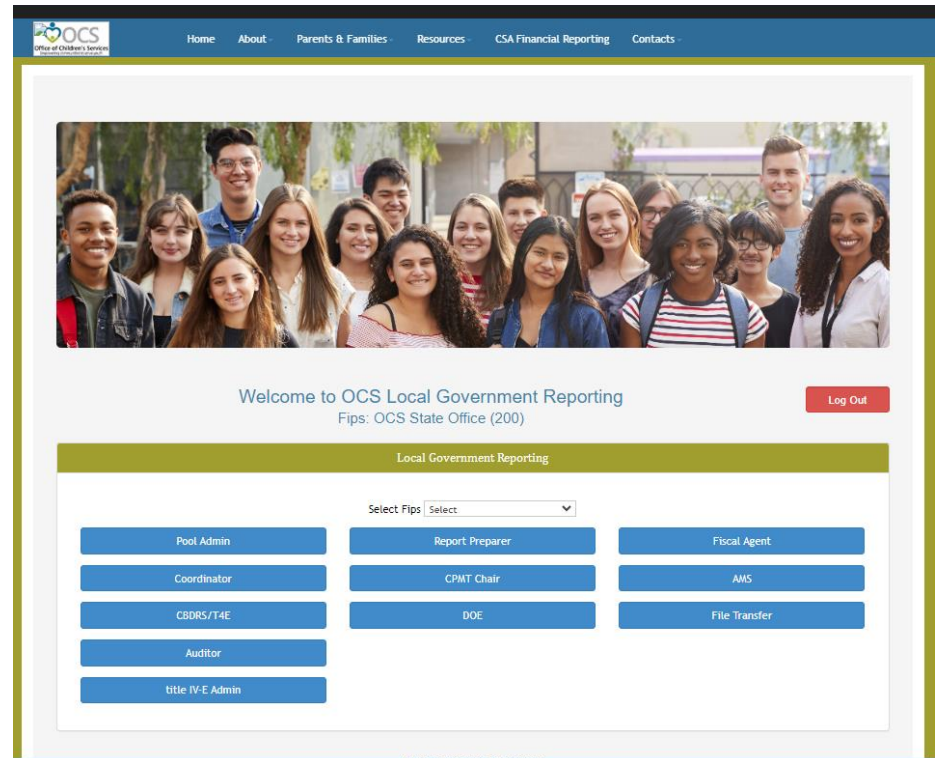 OCS
Office of Children's Services
Home About Parents & Families Resources CSA Financial Reporting Contacts
Welcome to OCS Local Government Reporting
Log Out
Fips: OCS State Office (200)
Local Government Reporting
Select Fips Select
Pool Admin Report Preparer Fiscal Agent
Coordinator CPMT Chair AMS
CBDRS/T4E DOE File Transfer
Auditor
title IV-E Admin